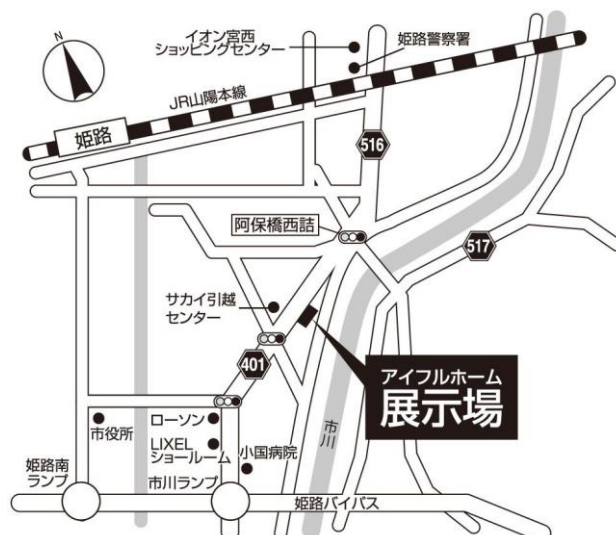 N
イオン宮西
ショッピングセンター
姫路警察署
JR山陽本線
姫路
516
阿保橋西詰
517
サカイ引越
センター
401
アイフルホーム
展示場
市役所
ローソン
LIXEL
ショールーム
小国病院
市川
姫路南
ランプ
市川ランプ
姫路バイパス